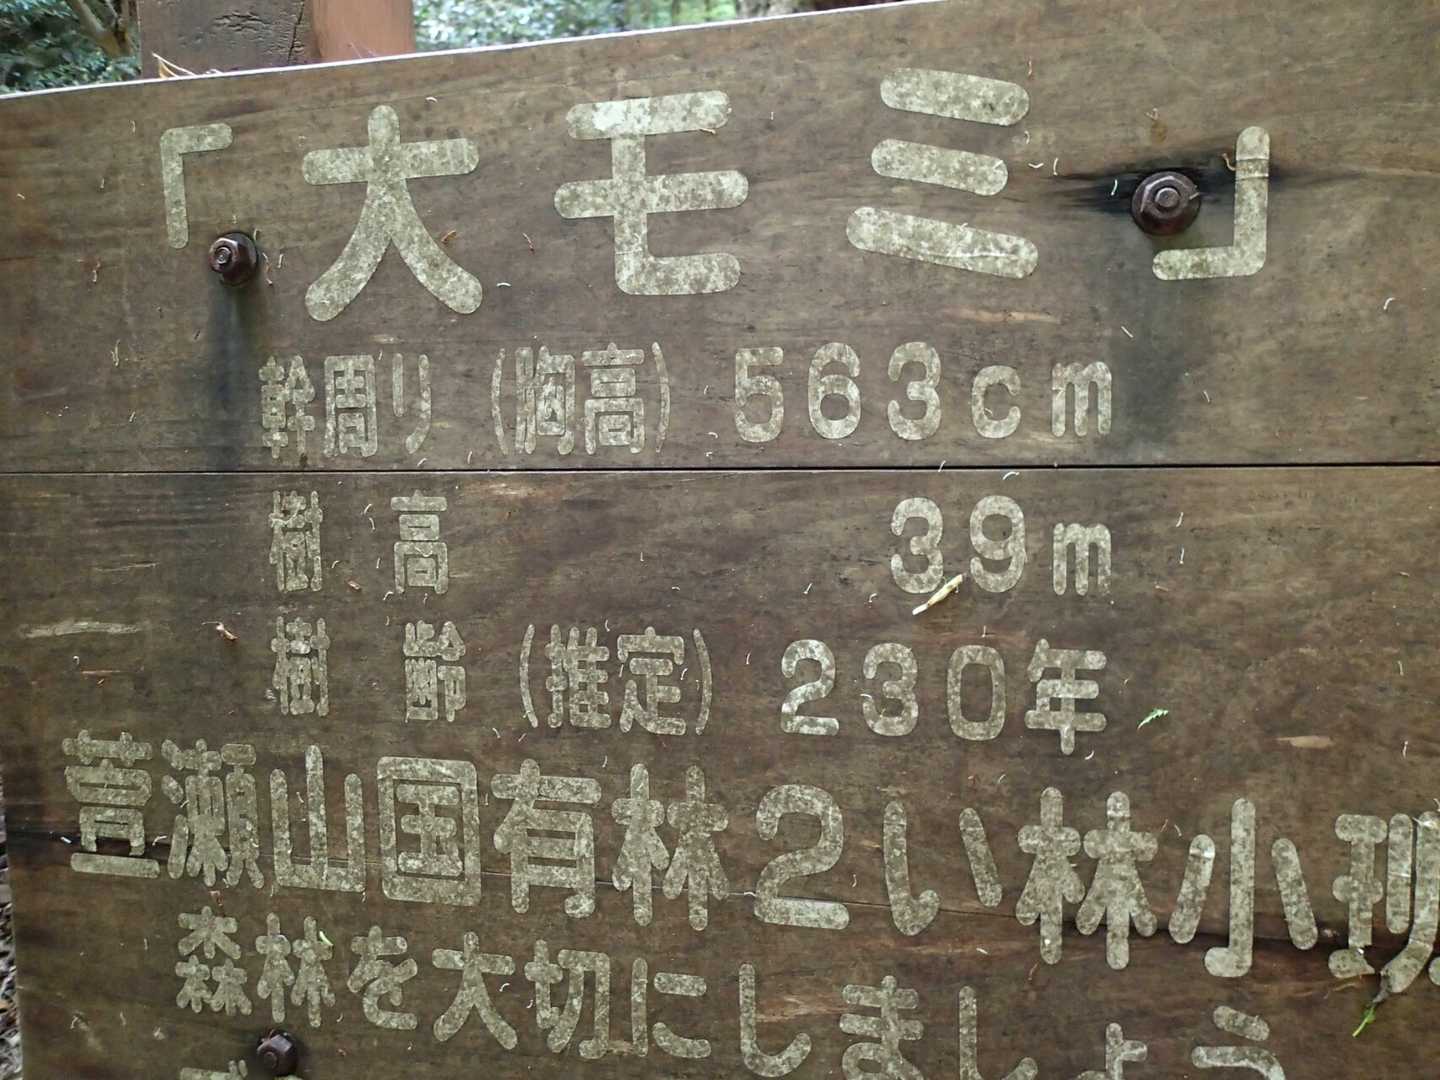 「大モミ」
幹周り(胸高) 563cm
樹 高 39m
樹 齢(推定) 230年
萱瀬山国有林2い林小班
森林を大切にしましょう